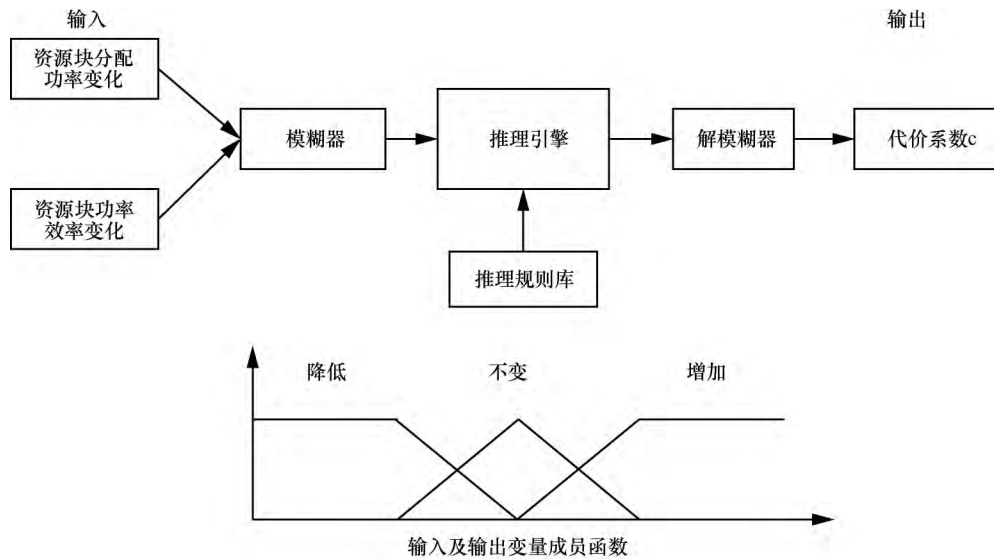 输入
输出
资源块分配
功率变化
模糊器
推理引擎
解模糊器
代价系数c
资源块功率
效率变化
推理规则库
降低
不变
增加
输入及输出变量成员函数